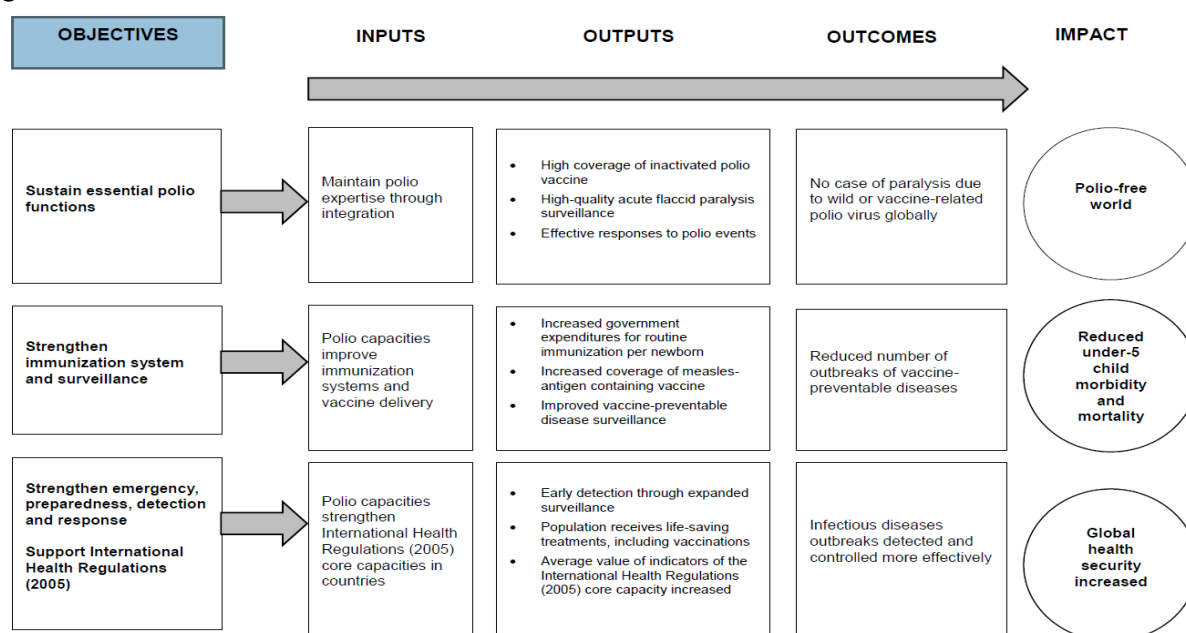 OBJECTIVES
INPUTS
OUTPUTS
OUTCOMES
IMPACT
Sustain essential polio
functions
Maintain polio
expertise through
integration
• High coverage of inactivated polio
vaccine
• High-quality acute flaccid paralysis
surveillance
• Effective responses to polio events
No case of paralysis due
to wild or vaccine-related
polio virus globally
Polio-free
world
Strengthen
immunization system
and surveillance
Polio capacities
improve
immunization
systems and
vaccine delivery
• Increased government
expenditures for routine
immunization per newborn
• Increased coverage of measles-
antigen containing vaccine
• Improved vaccine-preventable
disease surveillance
Reduced number of
outbreaks of vaccine-
preventable diseases
Reduced
under-5
child
morbidity
and
mortality
Strengthen emergency,
preparedness, detection
and response
Support International
Health Regulations
(2005)
Polio capacities
strengthen
International Health
Regulations (2005)
core capacities in
countries
• Early detection through expanded
surveillance
• Population receives life-saving
treatments, including vaccinations
• Average value of indicators of the
International Health Regulations
(2005) core capacity increased
Infectious diseases
outbreaks detected and
controlled more effectively
Global
health
security
increased